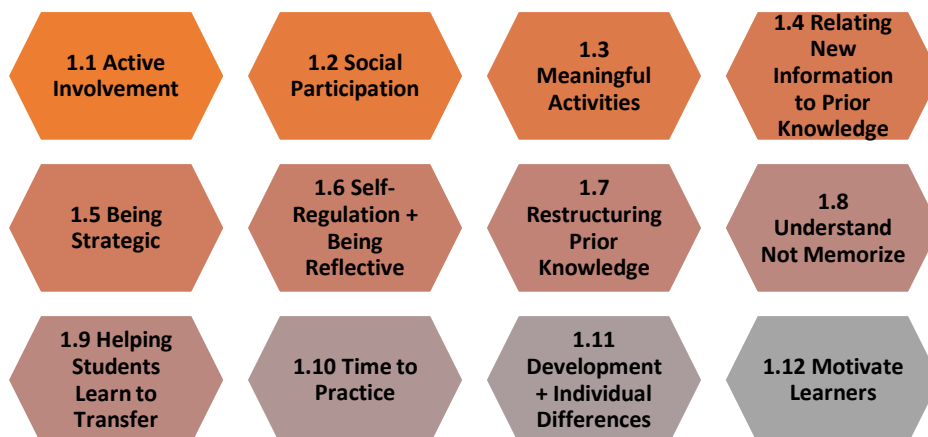 1.1 Active
Involvement
1.2 Social
Participation
1.3
Meaningful
Activities
1.4 Relating
New
Information
to Prior
Knowledge
1.5 Being
Strategic
1.6 Self-
Regulation +
Being
Reflective
1.7
Restructuring
Prior
Knowledge
1.8
Understand
Not Memorize
1.9 Helping
Students
Learn to
Transfer
1.10 Time to
Practice
1.11
Development
+ Individual
Differences
1.12 Motivate
Learners